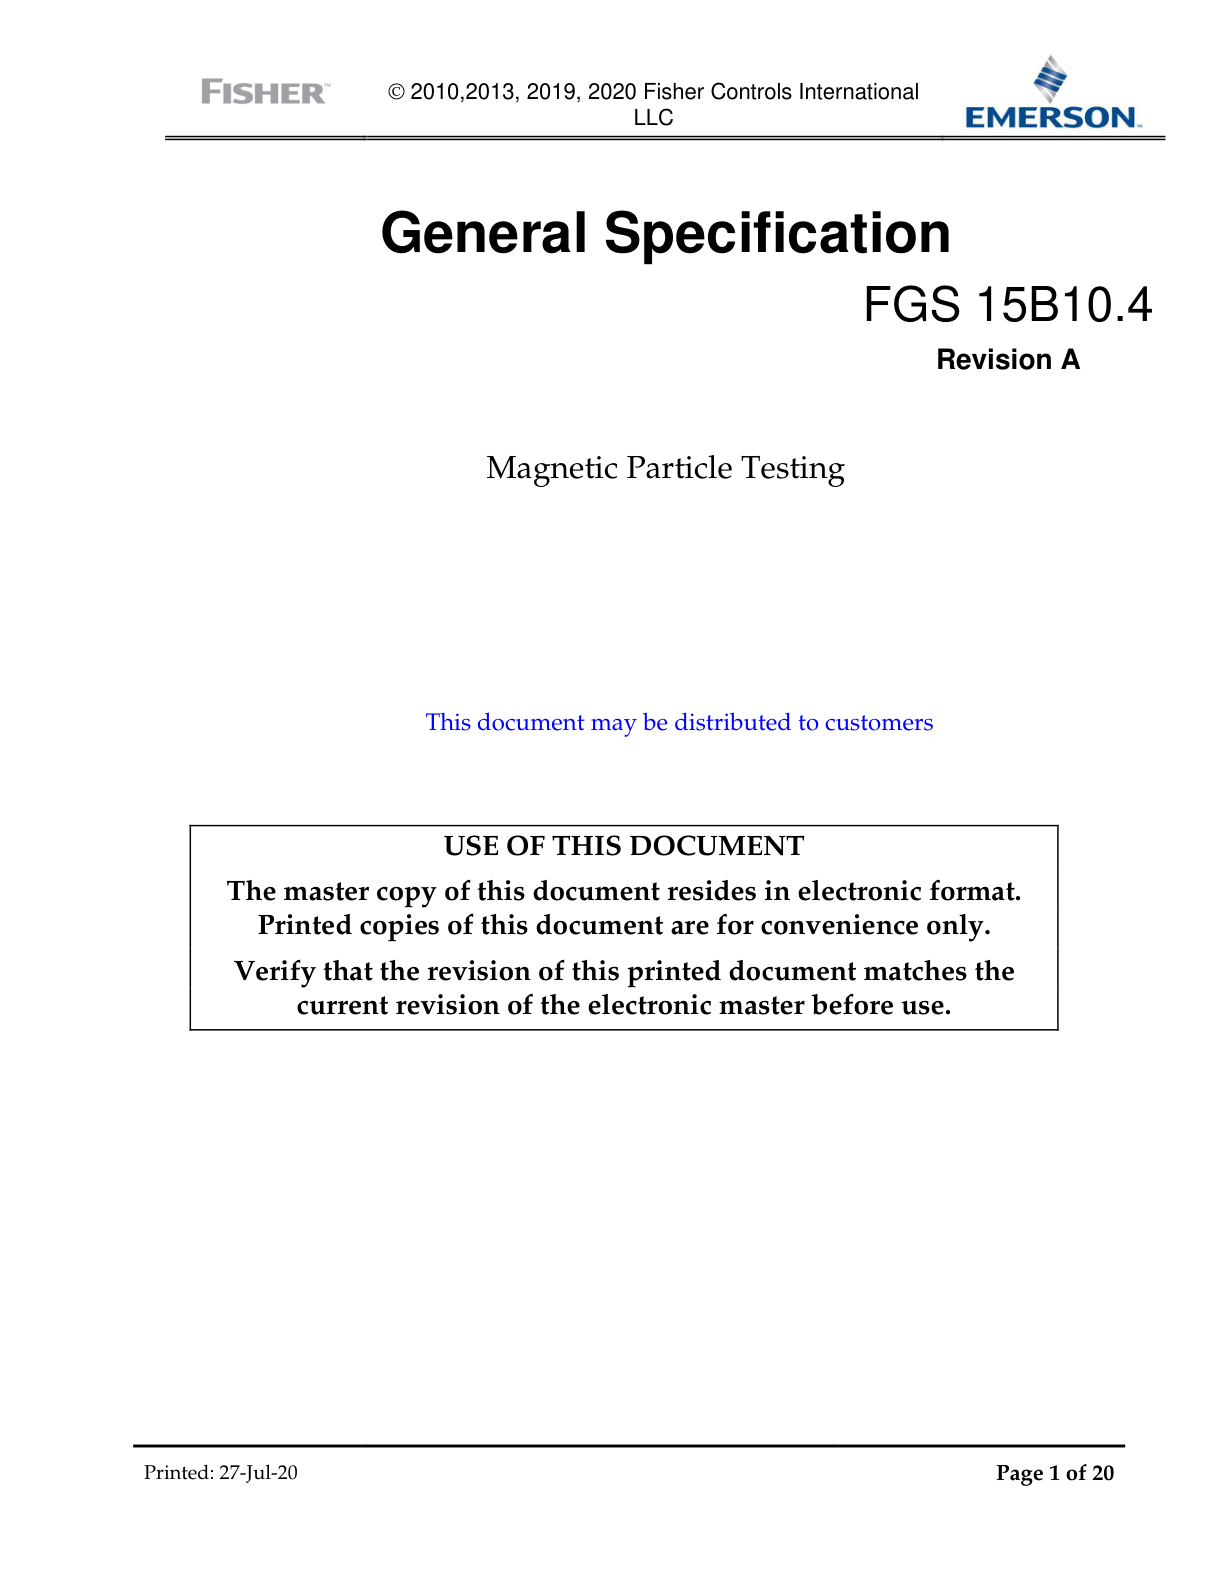 FISHER™
© 2010,2013, 2019, 2020 Fisher Controls International
LLC
EMERSON™
General Specification
FGS 15B10.4
Revision A
Magnetic Particle Testing
This document may be distributed to customers
USE OF THIS DOCUMENT
The master copy of this document resides in electronic format.
Printed copies of this document are for convenience only.
Verify that the revision of this printed document matches the
current revision of the electronic master before use.
Printed: 27-Jul-20
Page 1 of 20